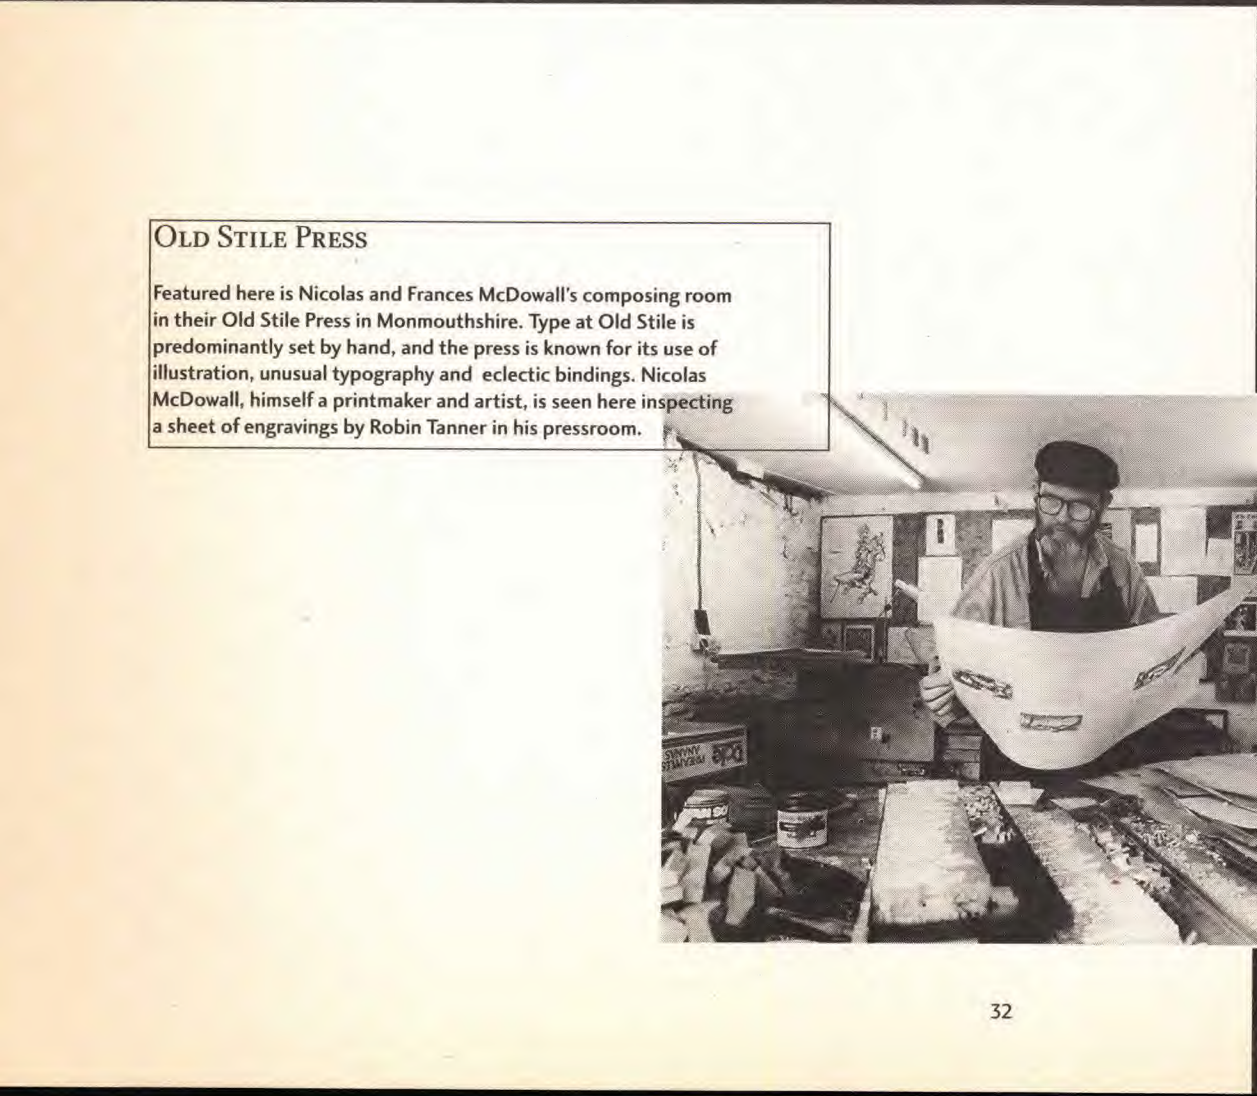 OLD STILE PRESS
Featured here is Nicolas and Frances McDowall's composing room
in their Old Stile Press in Monmouthshire. Type at Old Stile is
predominantly set by hand, and the press is known for its use of
illustration, unusual typography and eclectic bindings. Nicolas
McDowall, himself a printmaker and artist, is seen here inspecting
a sheet of engravings by Robin Tanner in his pressroom.
Dole
32